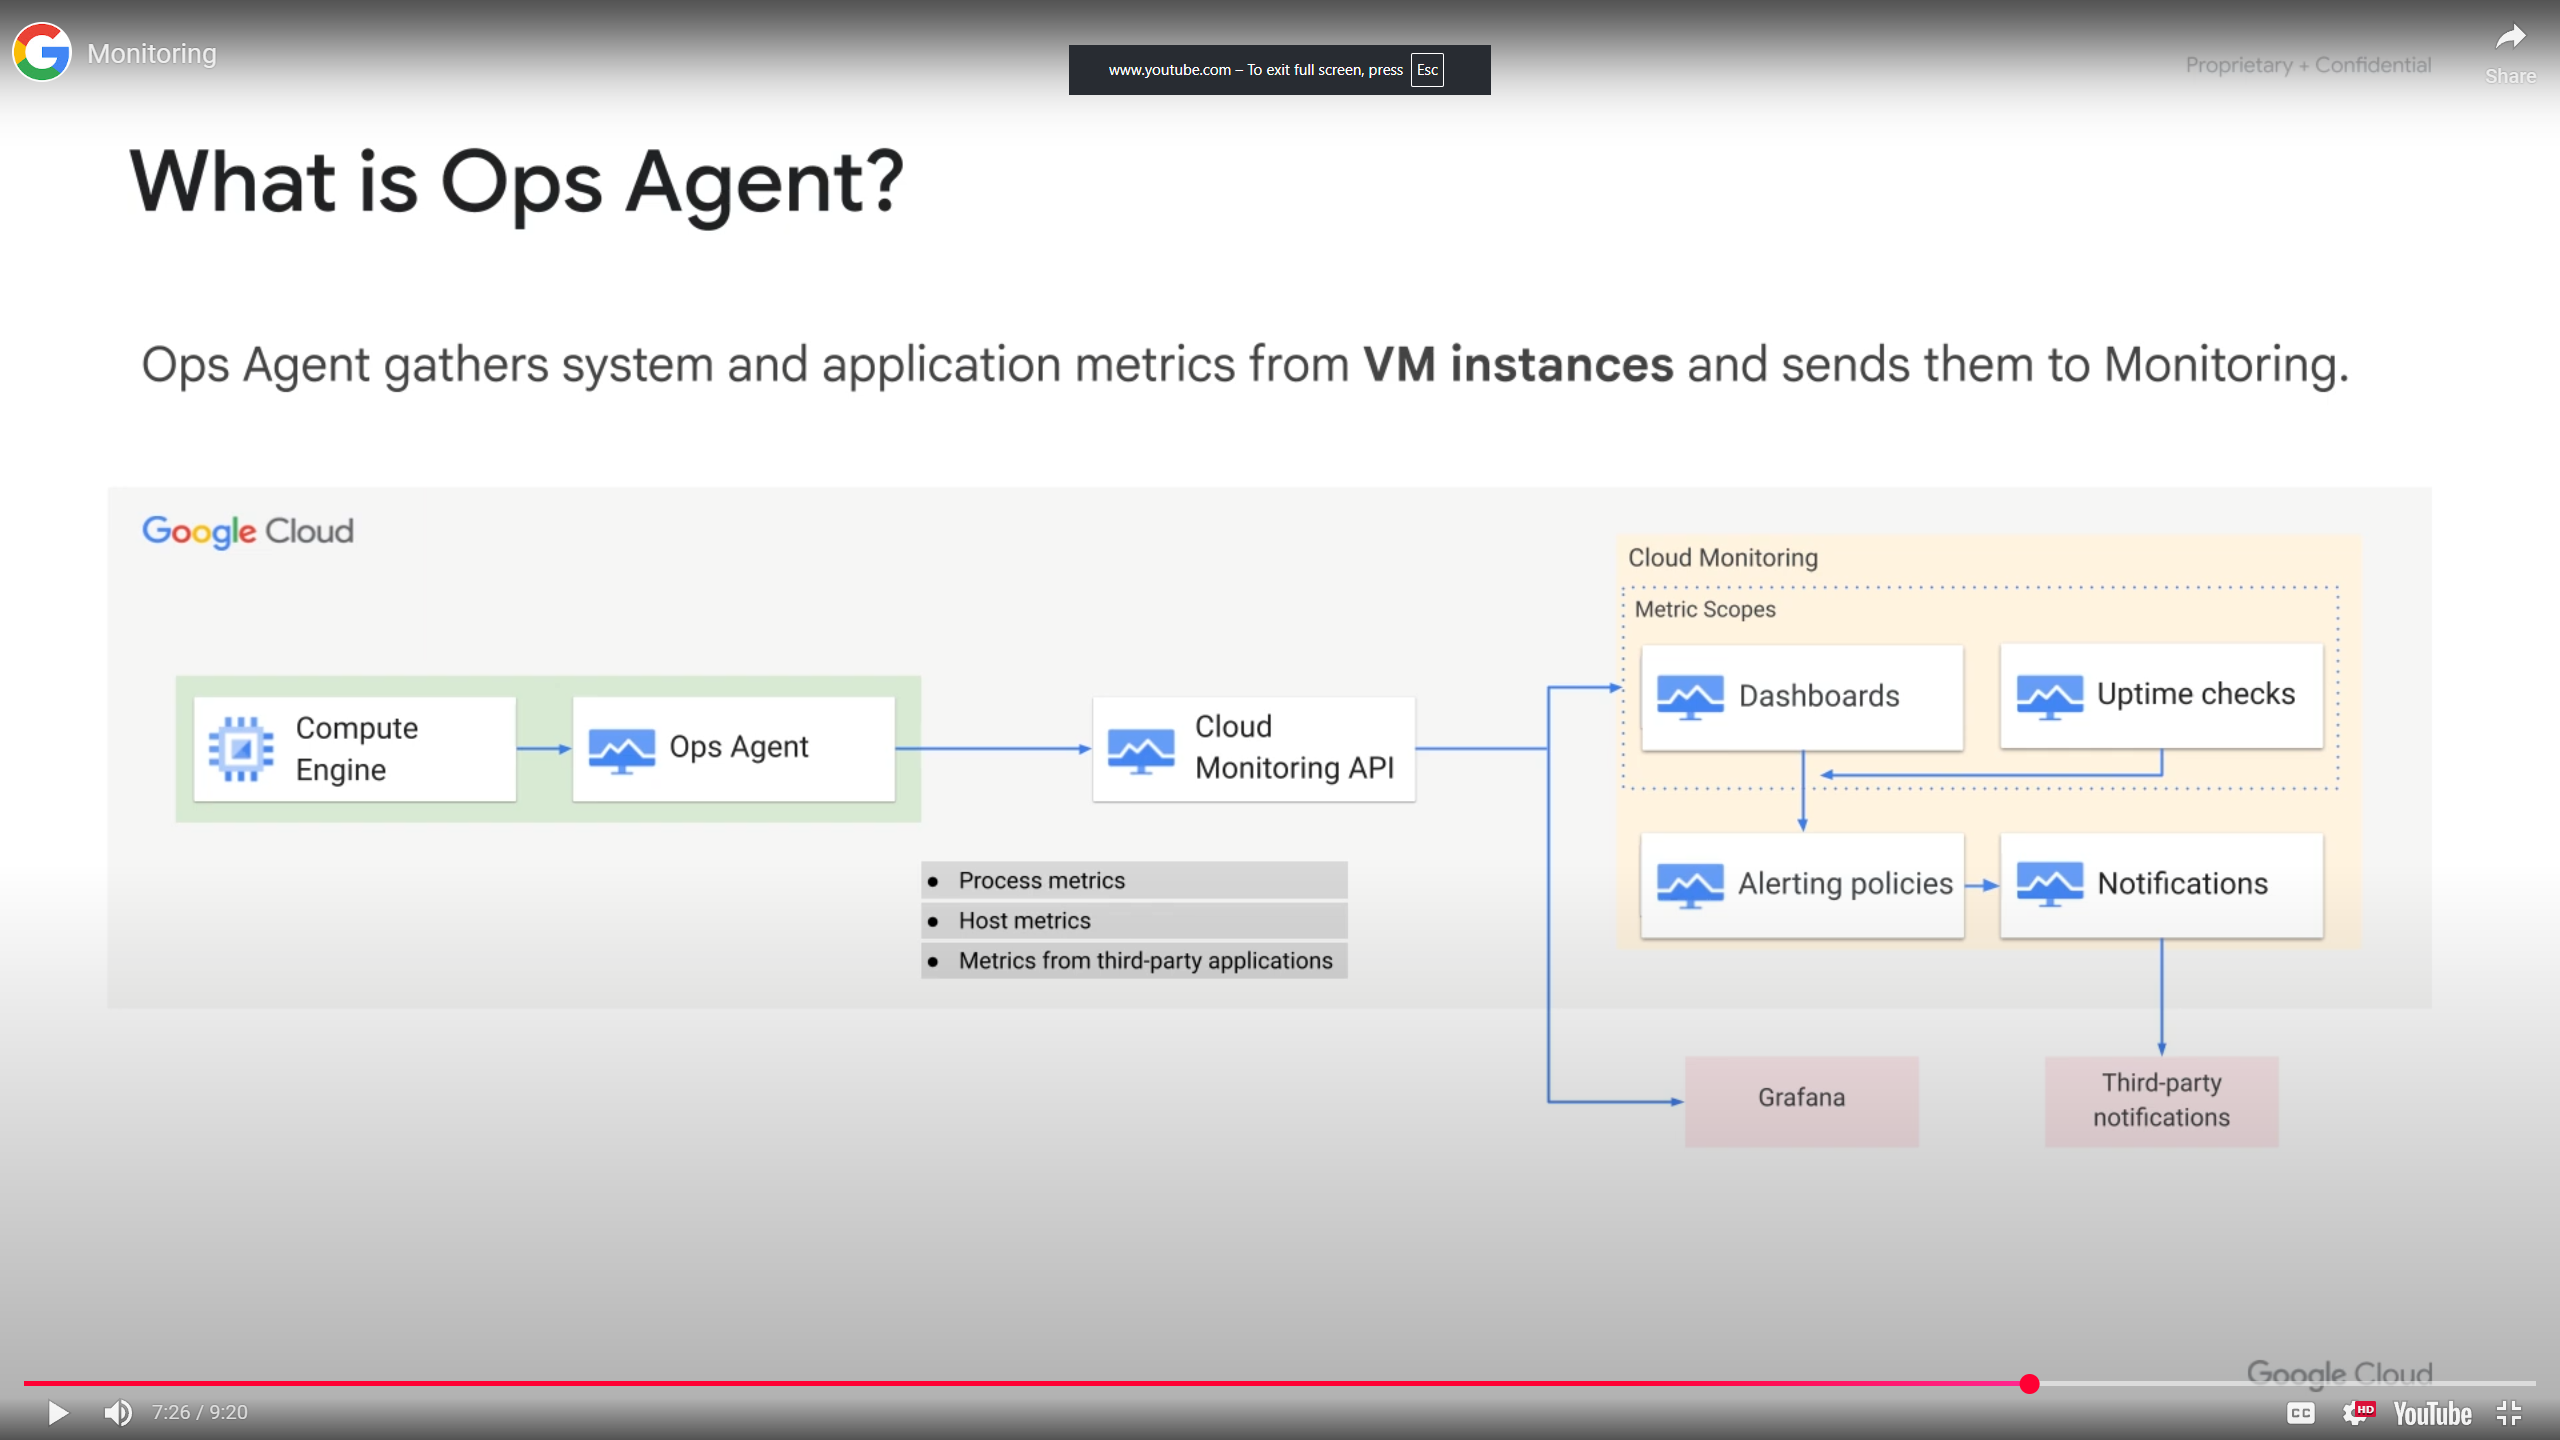 Monitoring
www.youtube.com – To exit full screen, press Esc
Proprietary + Confidential
Share
What is Ops Agent?
Ops Agent gathers system and application metrics from VM instances and sends them to Monitoring.
Google Cloud
Compute
Engine
Ops Agent
Cloud
Monitoring API
Process metrics
Host metrics
Metrics from third-party applications
Cloud Monitoring
Metric Scopes
Dashboards
Uptime checks
Alerting policies
Notifications
Grafana
Third-party
notifications
Google Cloud
7:26 / 9:20
CC
HD
YouTube